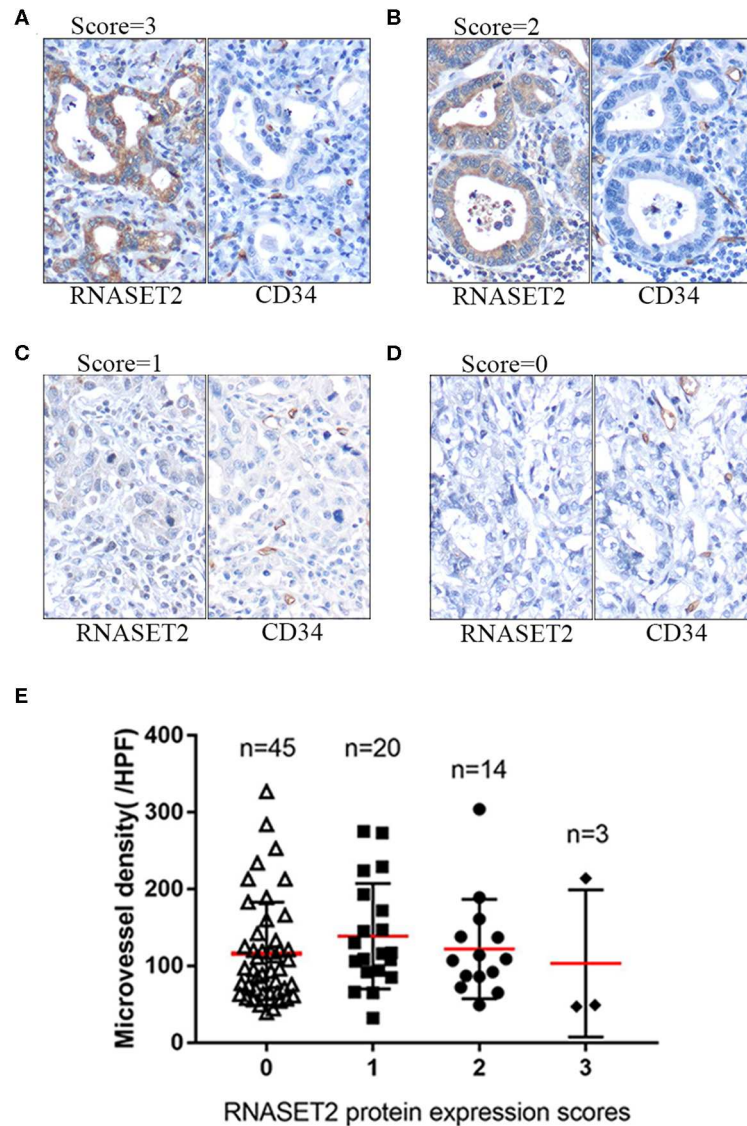 A
Score=3
RNASET2
CD34
B
Score=2
RNASET2
CD34
C
Score=1
RNASET2
CD34
D
Score=0
RNASET2
CD34
E
Microvessel density( /HPF)
400
300
200
100
0
n=45
n=20
n=14
n=3
0
1
2
3
RNASET2 protein expression scores